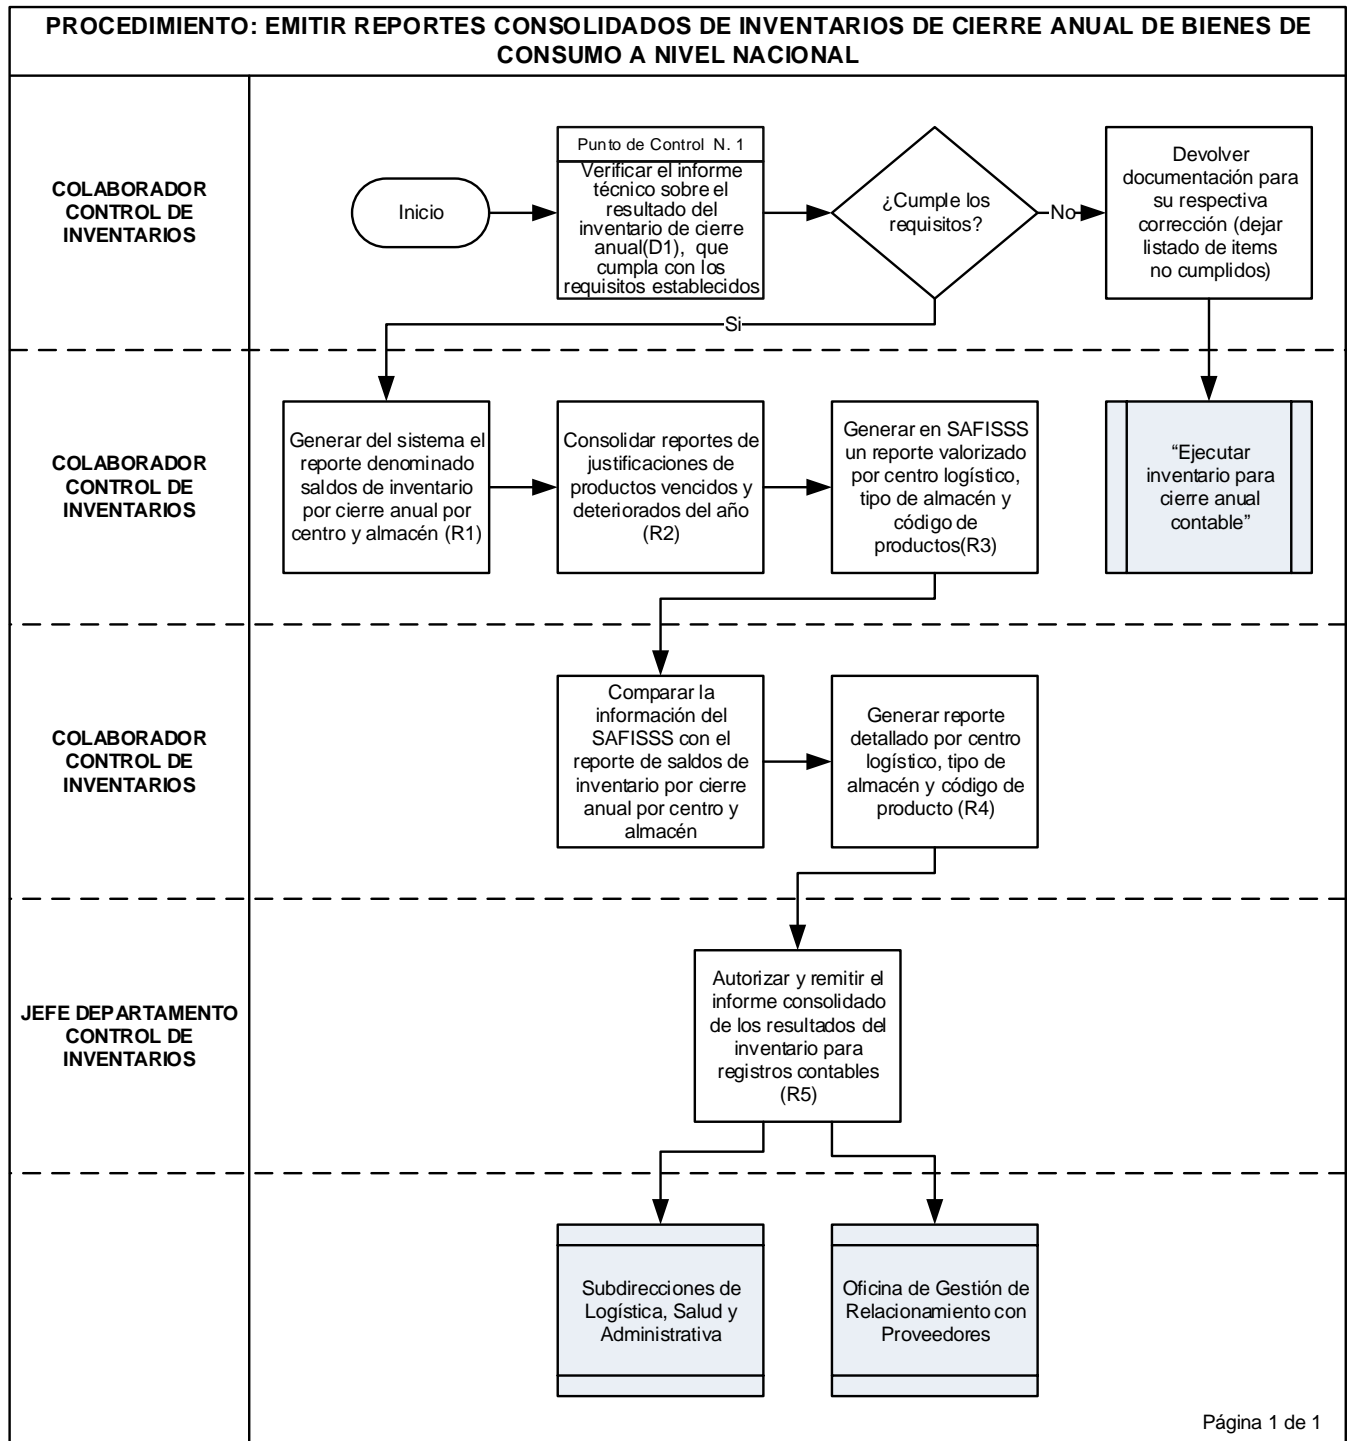 PROCEDIMIENTO: EMITIR REPORTES CONSOLIDADOS DE INVENTARIOS DE CIERRE ANUAL DE BIENES DE
CONSUMO A NIVEL NACIONAL
COLABORADOR
CONTROL DE
INVENTARIOS
Inicio
Punto de Control N. 1
Verificar el informe
técnico sobre el
resultado del
inventario de cierre
anual(D1), que
cumpla con los
requisitos establecidos
¿Cumple los
requisitos?
No
Devolver
documentación para
su respectiva
corrección (dejar
listado de items
no cumplidos)
Si
COLABORADOR
CONTROL DE
INVENTARIOS
Generar del sistema el
reporte denominado
saldos de inventario
por cierre anual por
centro y almacén (R1)
Consolidar reportes de
justificaciones de
productos vencidos y
deteriorados del año
(R2)
Generar en SAFISSS
un reporte valorizado
por centro logístico,
tipo de almacén y
código de
productos(R3)
“Ejecutar
inventario para
cierre anual
contable”
COLABORADOR
CONTROL DE
INVENTARIOS
Comparar la
información del
SAFISSS con el
reporte de saldos de
inventario por cierre
anual por centro y
almacén
Generar reporte
detallado por centro
logístico, tipo de
almacén y código de
producto (R4)
JEFE DEPARTAMENTO
CONTROL DE
INVENTARIOS
Autorizar y remitir el
informe consolidado
de los resultados del
inventario para
registros contables
(R5)
Subdirecciones de
Logística, Salud y
Administrativa
Oficina de Gestión de
Relacionamiento con
Proveedores
Página 1 de 1